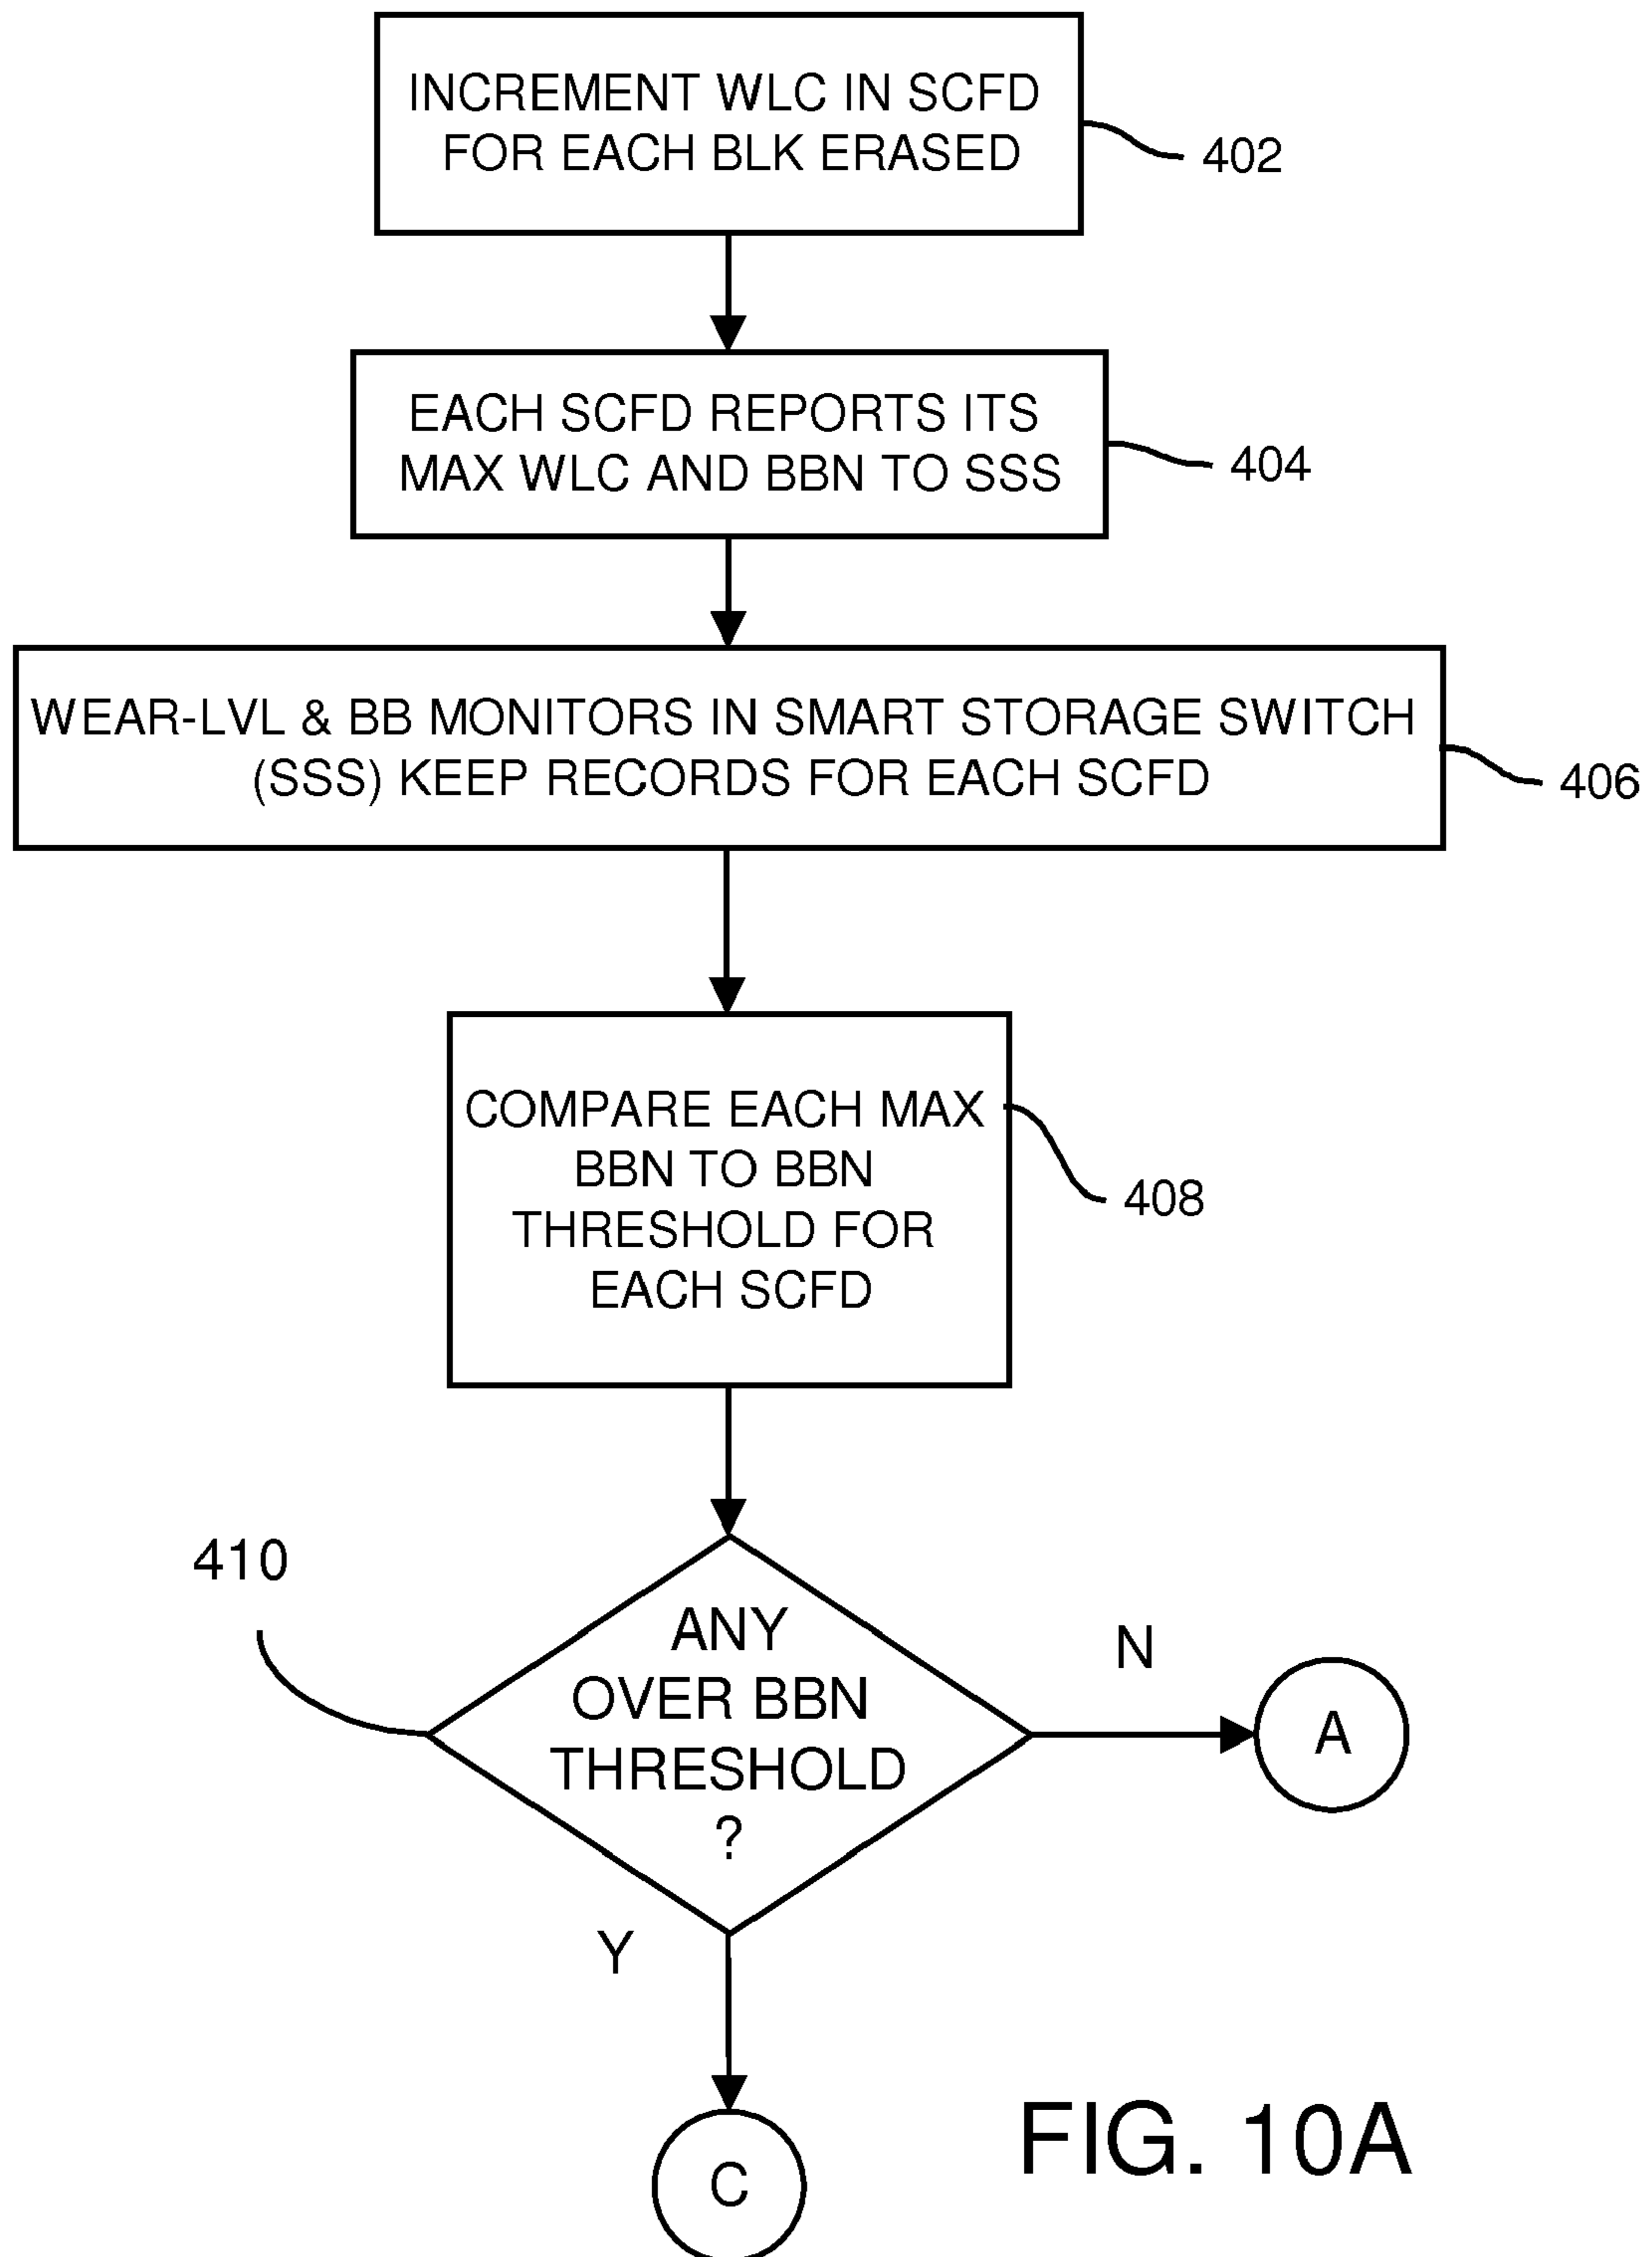 INCREMENT WLC IN SCFD
FOR EACH BLK ERASED
402
EACH SCFD REPORTS ITS
MAX WLC AND BBN TO SSS
404
WEAR-LVL & BB MONITORS IN SMART STORAGE SWITCH
(SSS) KEEP RECORDS FOR EACH SCFD
406
COMPARE EACH MAX
BBN TO BBN
THRESHOLD FOR
EACH SCFD
408
410
ANY
OVER BBN
THRESHOLD
?
N
A
Y
C
FIG. 10A